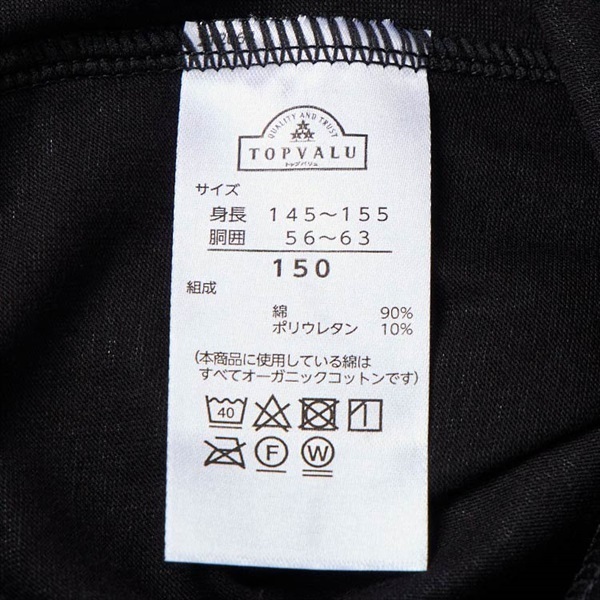 QUALITY AND TRUST
TOPVALU
トップバリュ
サイズ
身長 145～155
胴囲 56～63
150
組成
綿 90%
ポリウレタン 10%
(本商品に使用している綿は
すべてオーガニックコットンです)
40
F W